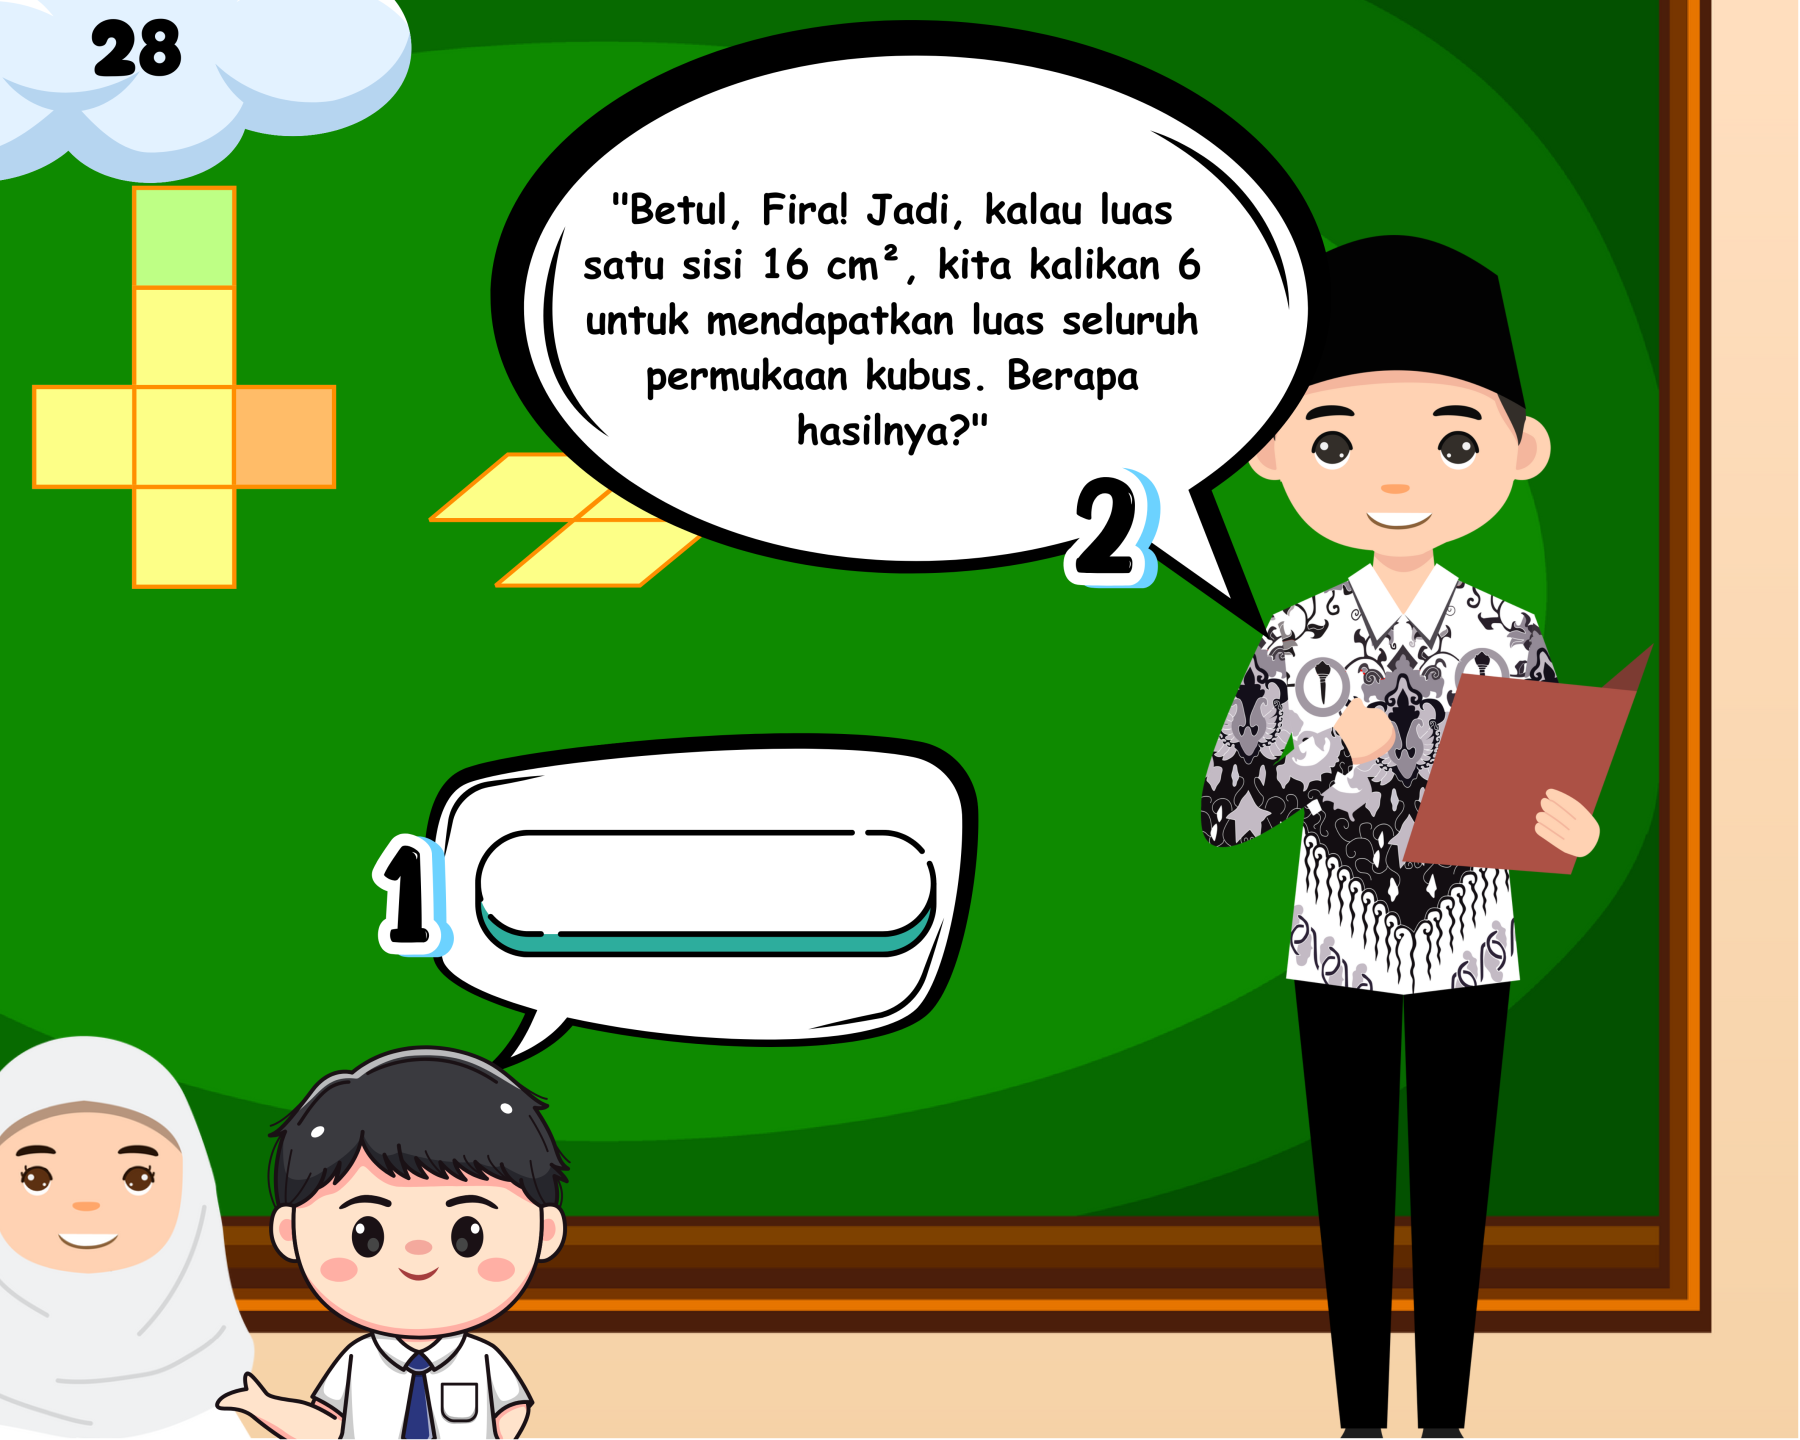 28
"Betul, Fira! Jadi, kalau luas
satu sisi 16 cm², kita kalikan 6
untuk mendapatkan luas seluruh
permukaan kubus. Berapa
hasilnya?"
2
1